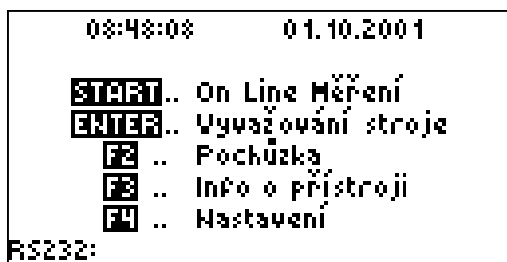 08:48:08 01.10.2001
START.. On Line Měření
ENTER.. Vyvažování stroje
F2 .. Pochůzka
F3 .. Info o přístroji
F4 .. Nastavení
RS232: